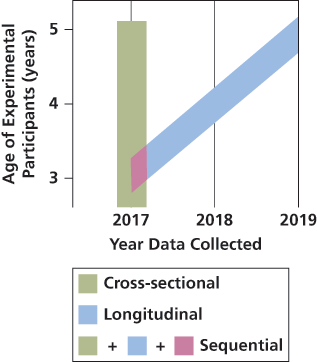 Age of Experimental
Participants (years)
5
4
3
2017 2018 2019
Year Data Collected
Cross-sectional
Longitudinal
+ + Sequential